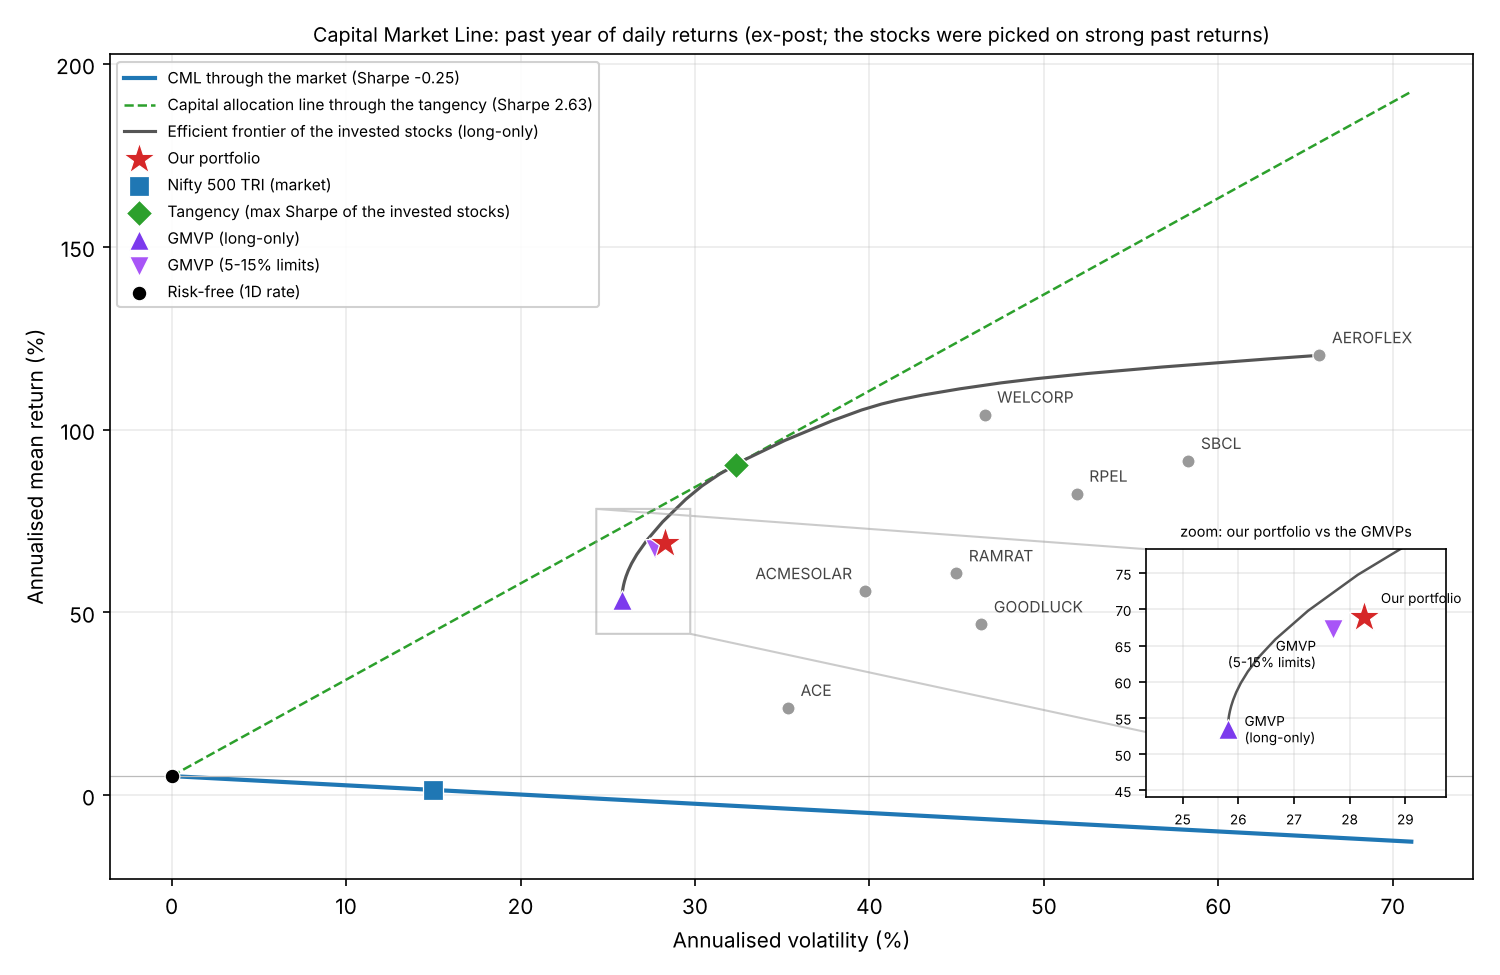 Capital Market Line: past year of daily returns (ex-post; the stocks were picked on strong past returns)
CML through the market (Sharpe -0.25)
Capital allocation line through the tangency (Sharpe 2.63)
Efficient frontier of the invested stocks (long-only)
Our portfolio
Nifty 500 TRI (market)
Tangency (max Sharpe of the invested stocks)
GMVP (long-only)
GMVP (5-15% limits)
Risk-free (1D rate)
200
150
100
50
0
Annualised mean return (%)
AEROFLEX
WELCORP
SBCL
RPEL
RAMRAT
ACMESOLAR
GOODLUCK
ACE
zoom: our portfolio vs the GMVPs
75
70
65
60
55
50
45
Our portfolio
GMVP
(5-15% limits)
GMVP
(long-only)
25 26 27 28 29
0 10 20 30 40 50 60 70
Annualised volatility (%)